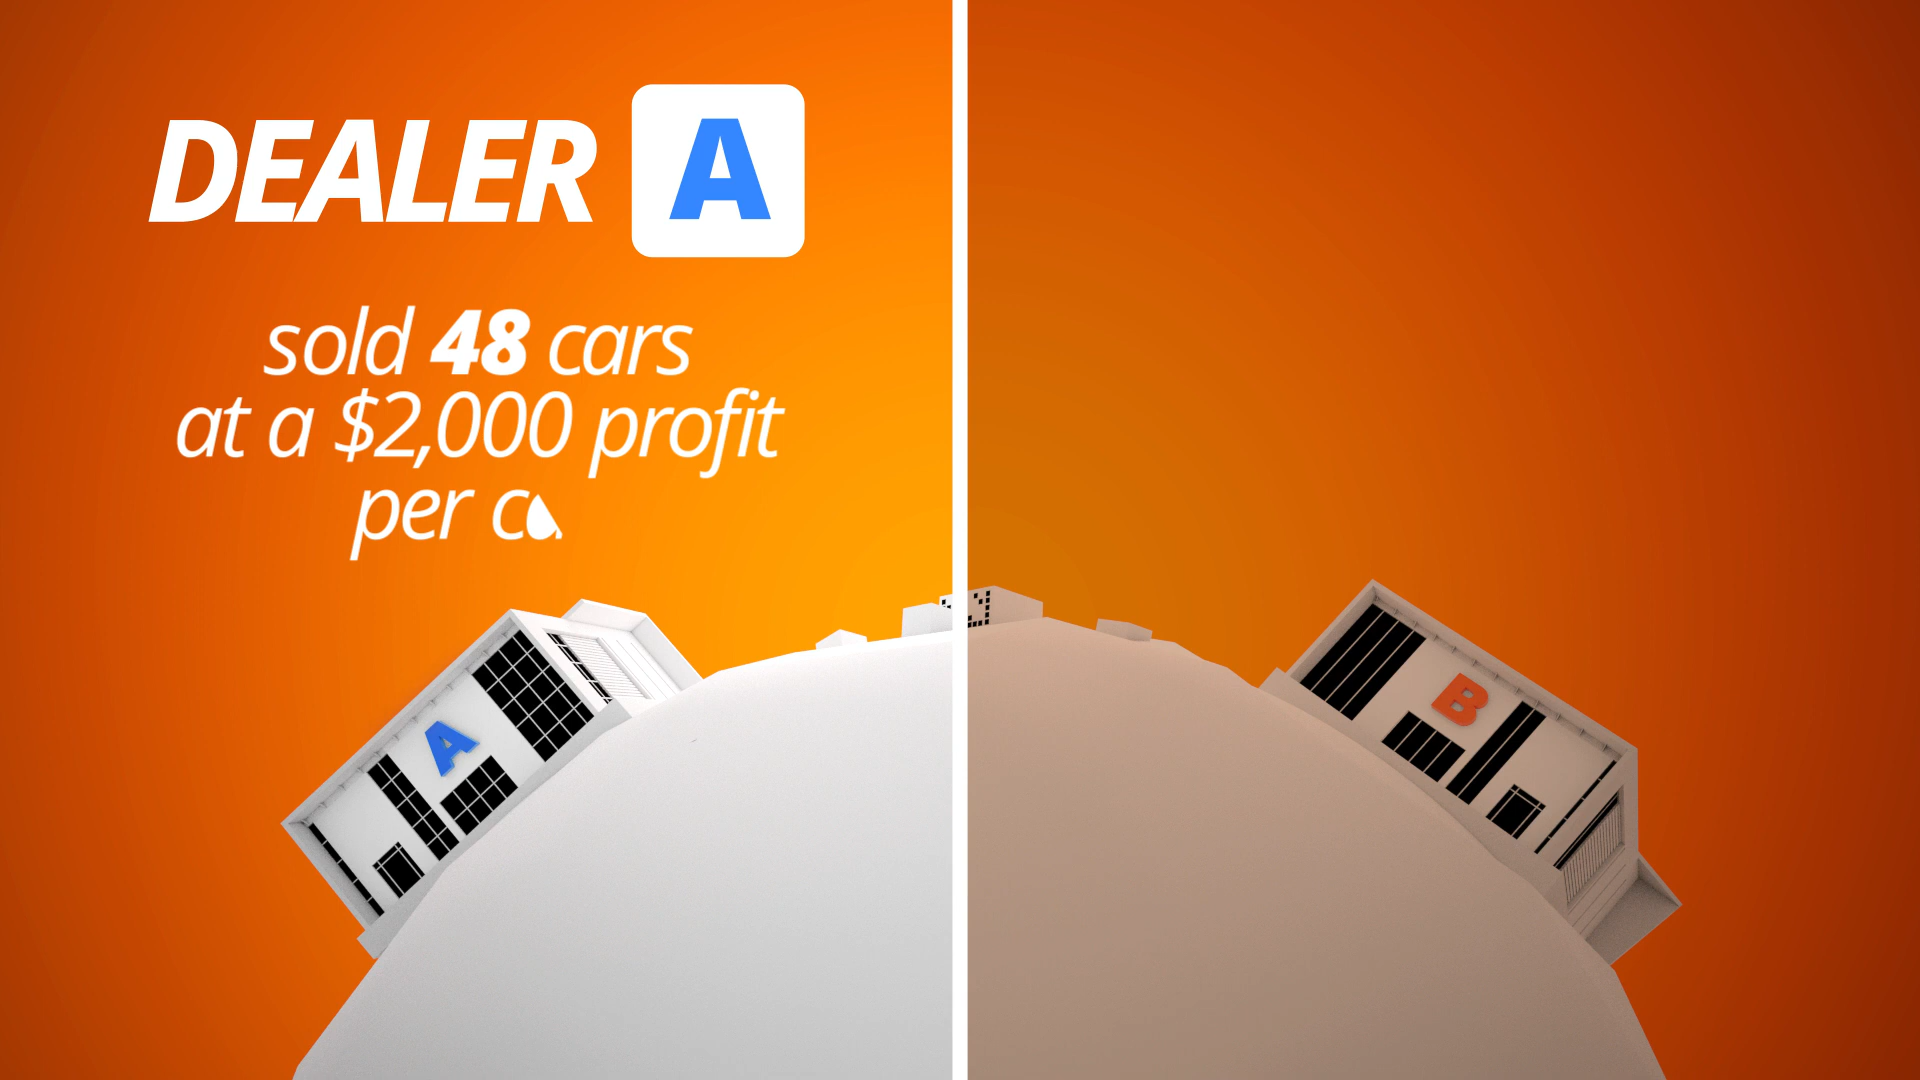 DEALER A
sold 48 cars
at a $2,000 profit
per
A
B